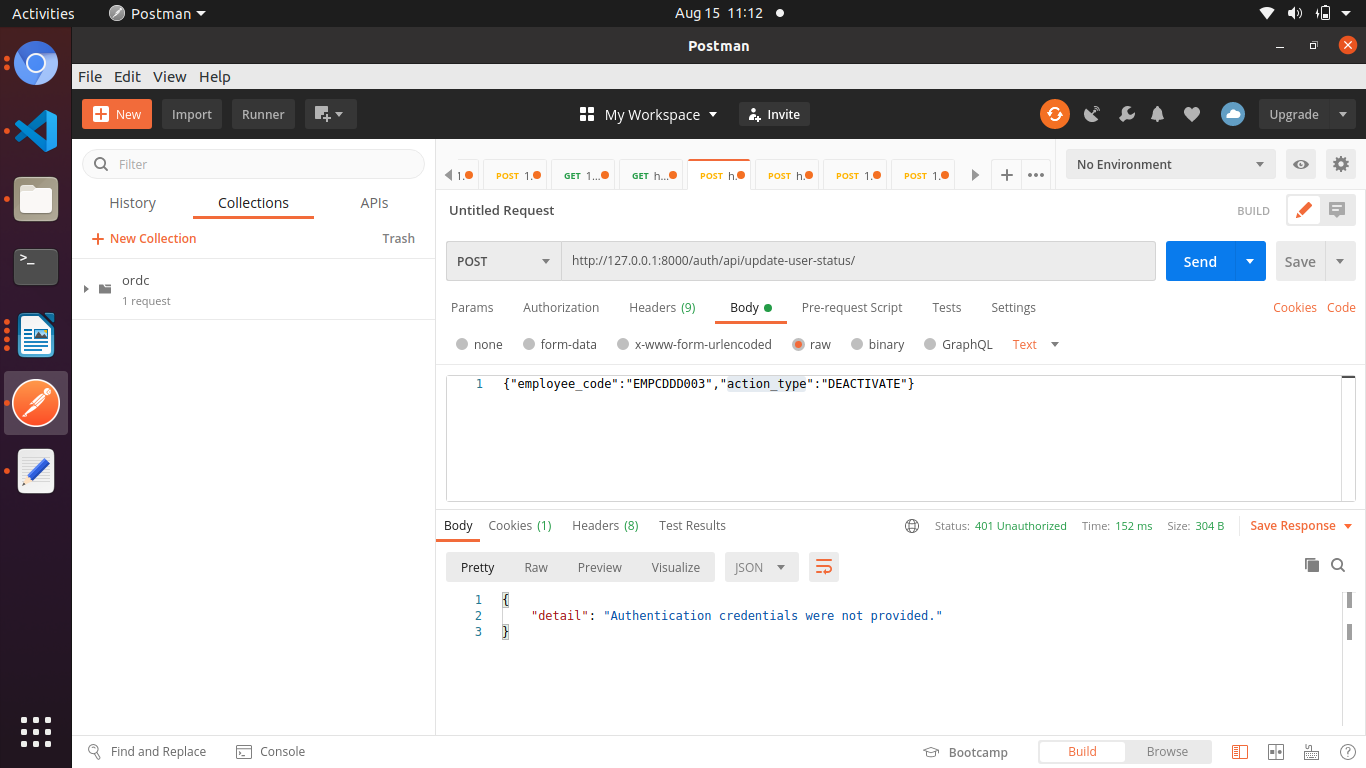 Activities Postman Aug 15 11:12
Postman
File Edit View Help
New Import Runner My Workspace Invite Upgrade
Filter
1. POST 1. GET 1... GET h... POST h. POST h. POST 1. POST 1. No Environment
History Collections APIs
Untitled Request BUILD
New Collection Trash
ordc
1 request
POST http://127.0.0.1:8000/auth/api/update-user-status/ Send Save
Params Authorization Headers (9) Body Pre-request Script Tests Settings Cookies Code
none form-data x-www-form-urlencoded raw binary GraphQL Text
1 {"employee_code":"EMPCDDD003","action_type":"DEACTIVATE"}
Body Cookies (1) Headers (8) Test Results Status: 401 Unauthorized Time: 152 ms Size: 304 B Save Response
Pretty Raw Preview Visualize JSON
1 {
2 "detail": "Authentication credentials were not provided."
3 }
Find and Replace Console Bootcamp Build Browse